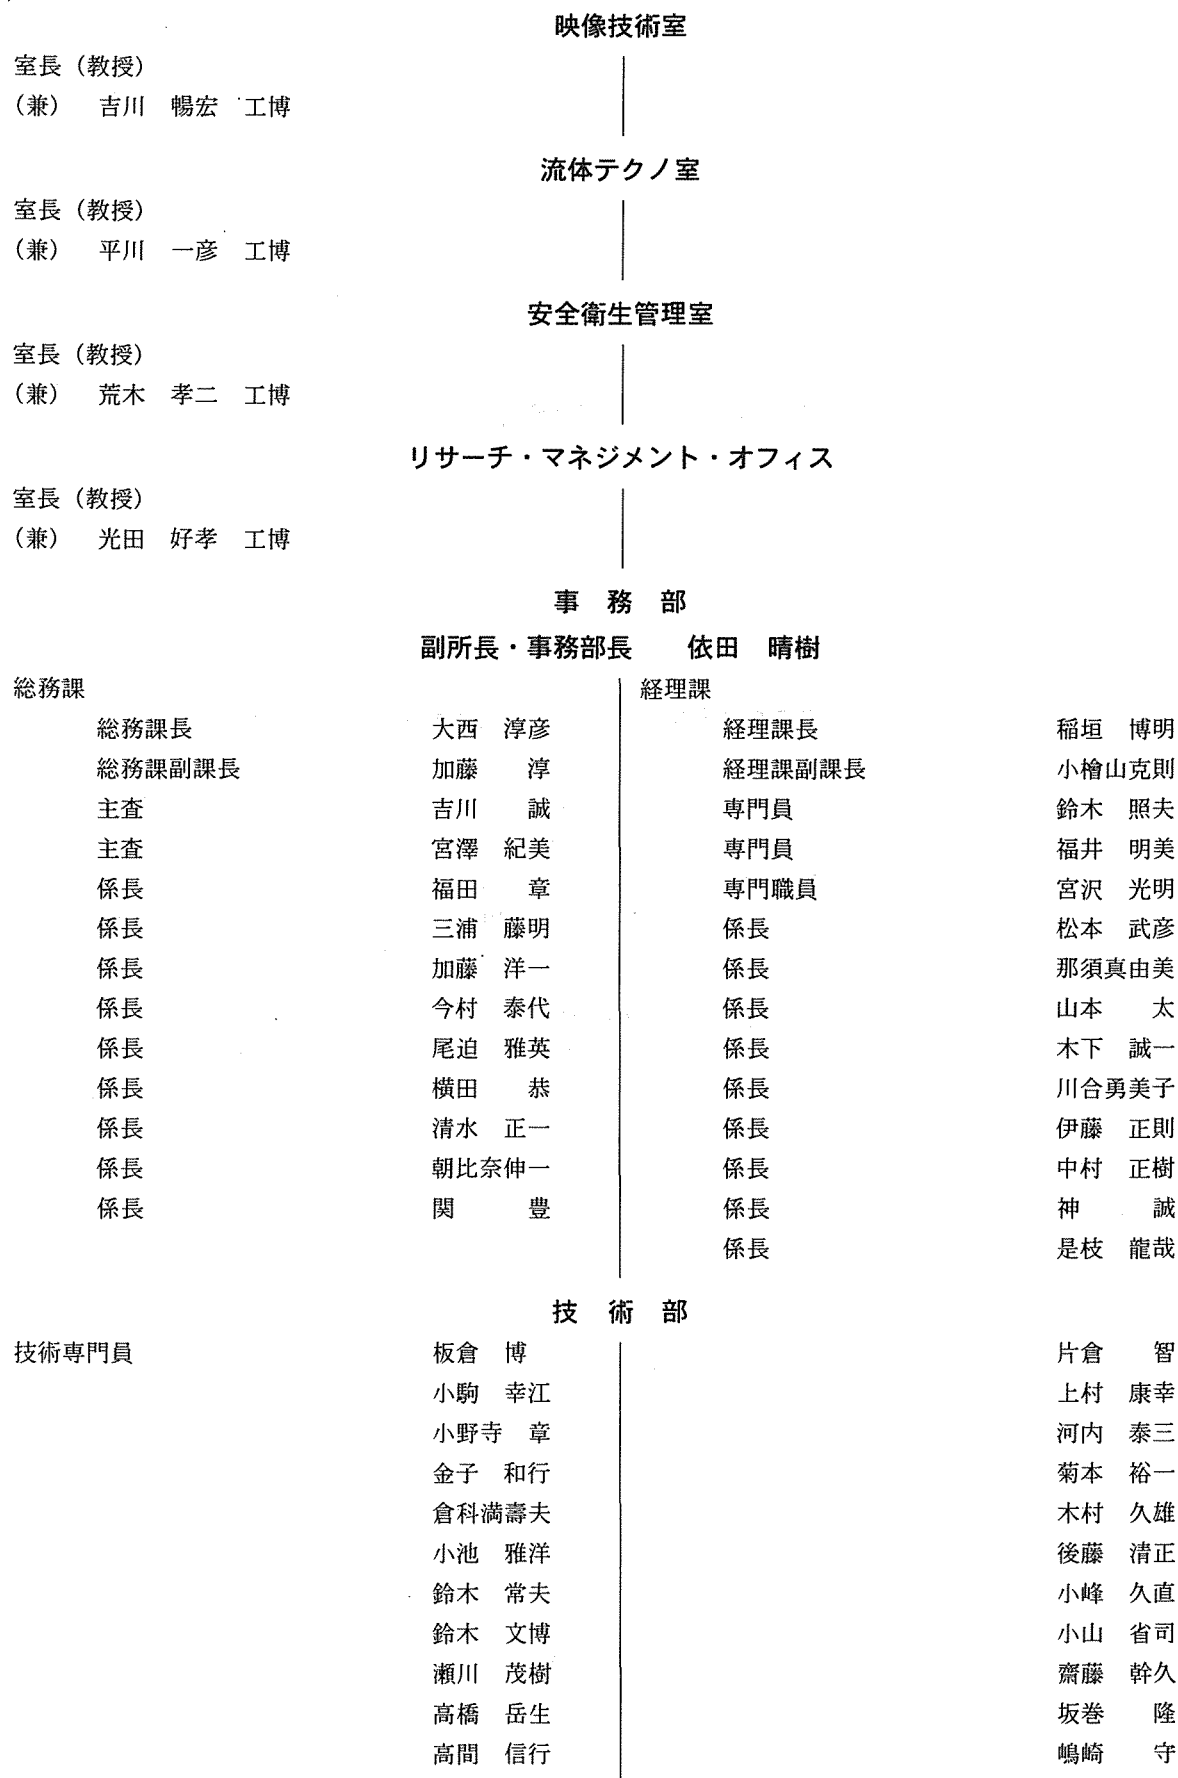 映像技術室
室長（教授）
（兼）　吉川　暢宏　工博
流体テクノ室
室長（教授）
（兼）　平川　一彦　工博
安全衛生管理室
室長（教授）
（兼）　荒木　孝二　工博
リサーチ・マネジメント・オフィス
室長（教授）
（兼）　光田　好孝　工博
事　務　部
副所長・事務部長　　依田　晴樹
総務課
総務課長　大西　淳彦
総務課副課長　加藤　　淳
主査　吉川　　誠
主査　宮澤　紀美
係長　福田　　章
係長　三浦　藤明
係長　加藤　洋一
係長　今村　泰代
係長　尾迫　雅英
係長　横田　　恭
係長　清水　正一
係長　朝比奈伸一
係長　関　　　豊
経理課
経理課長　稲垣　博明
経理課副課長　小檜山克則
専門員　鈴木　照夫
専門員　福井　明美
専門職員　宮沢　光明
係長　松本　武彦
係長　那須真由美
係長　山本　　太
係長　木下　誠一
係長　川合勇美子
係長　伊藤　正則
係長　中村　正樹
係長　神　　　誠
係長　是枝　龍哉
技　術　部
技術専門員　板倉　博
小駒　幸江
小野寺　章
金子　和行
倉科満壽夫
小池　雅洋
鈴木　常夫
鈴木　文博
瀬川　茂樹
高橋　岳生
高間　信行
片倉　　智
上村　康幸
河内　泰三
菊本　裕一
木村　久雄
後藤　清正
小峰　久直
小山　省司
齋藤　幹久
坂巻　　隆
嶋崎　　守